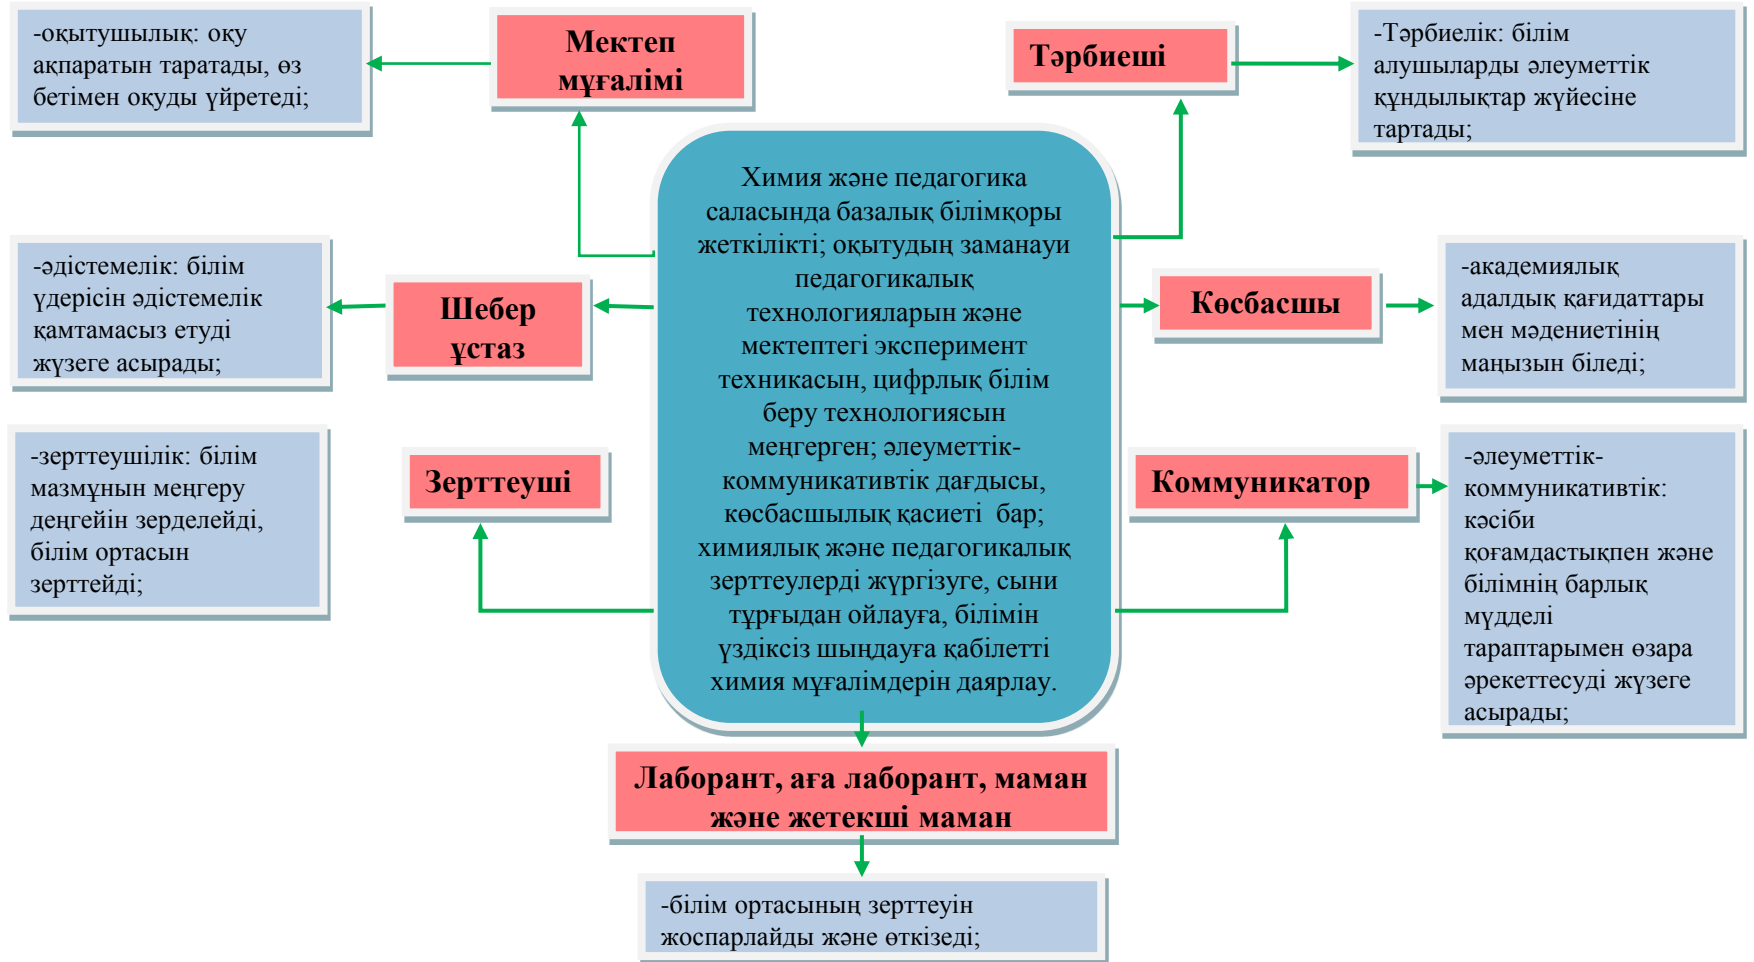 -оқытушылық: оқу
ақпаратын таратады, өз
бетімен оқуды үйретеді;
Мектеп
мұғалімі
Тәрбиеші
-Тәрбиелік: білім
алушыларды әлеуметтік
құндылықтар жүйесіне
тартады;
Химия және педагогика
саласында базалық білімқоры
жеткілікті; оқытудың заманауи
педагогикалық
технологияларын және
мектептегі эксперимент
техникасын, цифрлық білім
беру технологиясын
меңгерген; әлеуметтік-
коммуникативтік дағдысы,
көсбасшылық қасиеті бар;
химиялық және педагогикалық
зерттеулерді жүргізуге, сыни
тұрғыдан ойлауға, білімін
үздіксіз шыңдауға қабілетті
химия мұғалімдерін даярлау.
-әдістемелік: білім
үдерісін әдістемелік
қамтамасыз етуді
жүзеге асырады;
Шебер
ұстаз
Көсбасшы
-академиялық
адалдық қағидаттары
мен мәдениетінің
маңызын біледі;
-зерттеушілік: білім
мазмұнын меңгеру
деңгейін зерделейді,
білім ортасын
зерттейді;
Зерттеуші
Коммуникатор
-әлеуметтік-
коммуникативтік:
кәсіби
қоғамдастықпен және
білімнің барлық
мүдделі
тараптарымен өзара
әрекеттесуді жүзеге
асырады;
Лаборант, аға лаборант, маман
және жетекші маман
-білім ортасының зерттеуін
жоспарлайды және өткізеді;